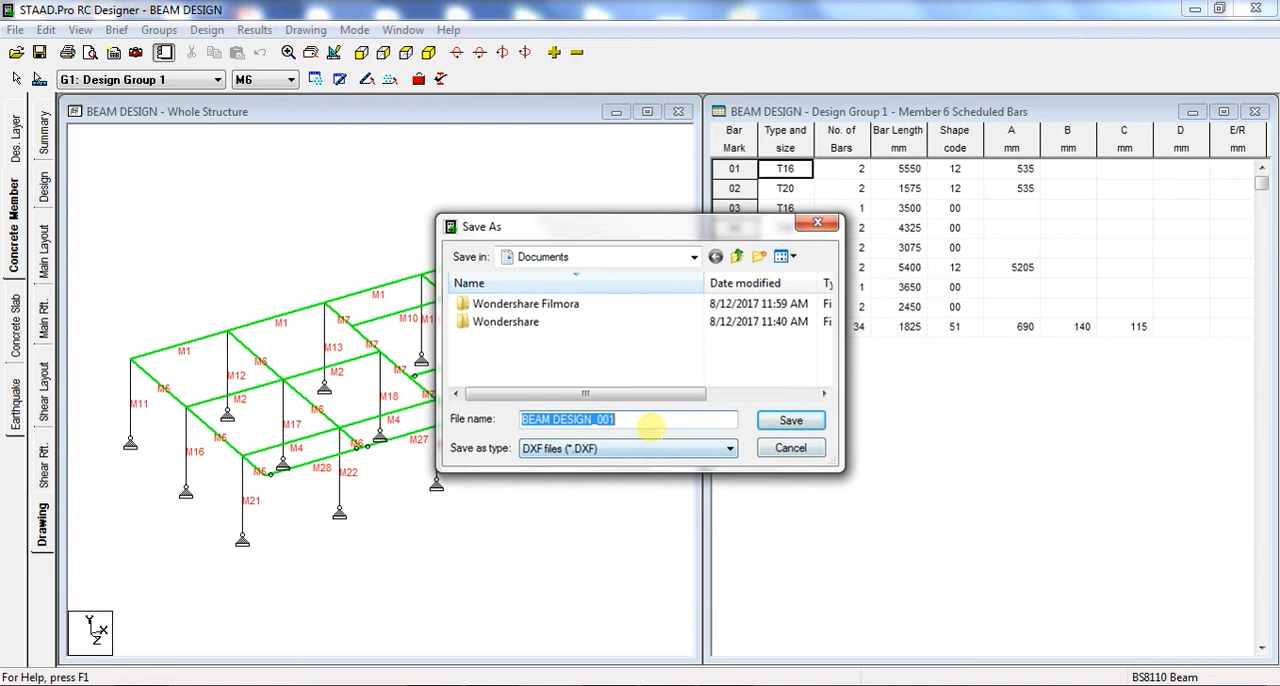 STAAD.Pro RC Designer - BEAM DESIGN
File Edit View Brief Groups Design Results Drawing Mode Window Help
G1: Design Group 1 M6
Des. Layer
Concrete Member
Concrete Slab
Earthquake
Summary
Design
Main Layout
Main Rft.
Shear Layout
Shear Rft.
Drawing
BEAM DESIGN - Whole Structure
M1
M1
M1
M7
M10
M13
M7
M12
M6
M2
M7
M5
M2
M18
M11
M6
M4
M17
M5
M4
M6
M27
M16
M5
M28
M22
M21
Y
X
Z
BEAM DESIGN - Design Group 1 - Member 6 Scheduled Bars
Bar Mark Type and size No. of Bars Bar Length mm Shape code A mm B mm C mm D mm E/R mm
01 T16 2 5550 12 535
02 T20 2 1575 12 535
03 T16 1 3500 00
2 4325 00
2 3075 00
2 5400 12 5205
1 3650 00
2 2450 00
34 1825 51 690 140 115
Save As
Save in: Documents
Name Date modified
Wondershare Filmora 8/12/2017 11:59 AM
Wondershare 8/12/2017 11:40 AM
File name: BEAM DESIGN_001 Save
Save as type: DXF files (*.DXF) Cancel
For Help, press F1 BS8110 Beam